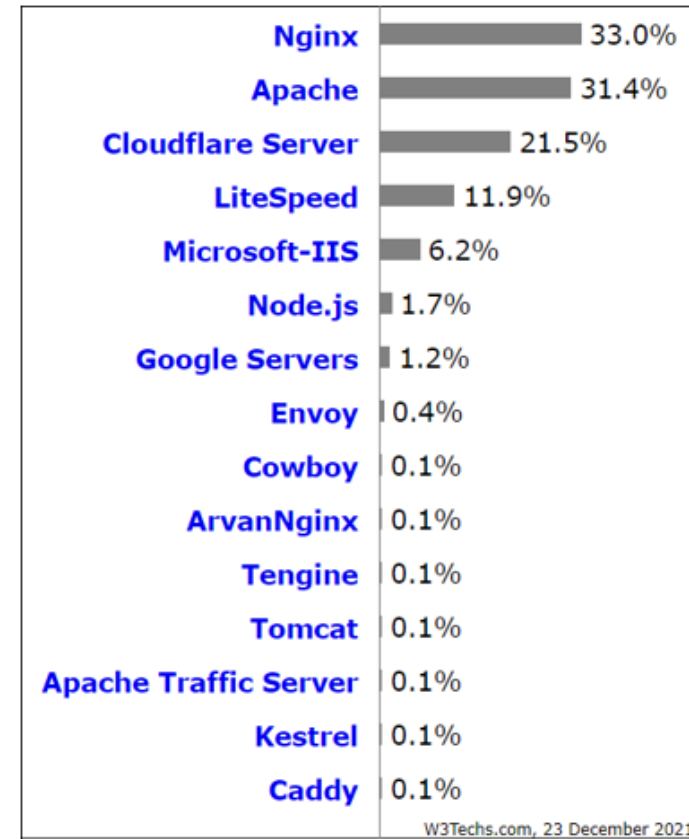 Nginx 33.0%
Apache 31.4%
Cloudflare Server 21.5%
LiteSpeed 11.9%
Microsoft-IIS 6.2%
Node.js 1.7%
Google Servers 1.2%
Envoy 0.4%
Cowboy 0.1%
ArvanNginx 0.1%
Tengine 0.1%
Tomcat 0.1%
Apache Traffic Server 0.1%
Kestrel 0.1%
Caddy 0.1%
W3Techs.com, 23 December 2021